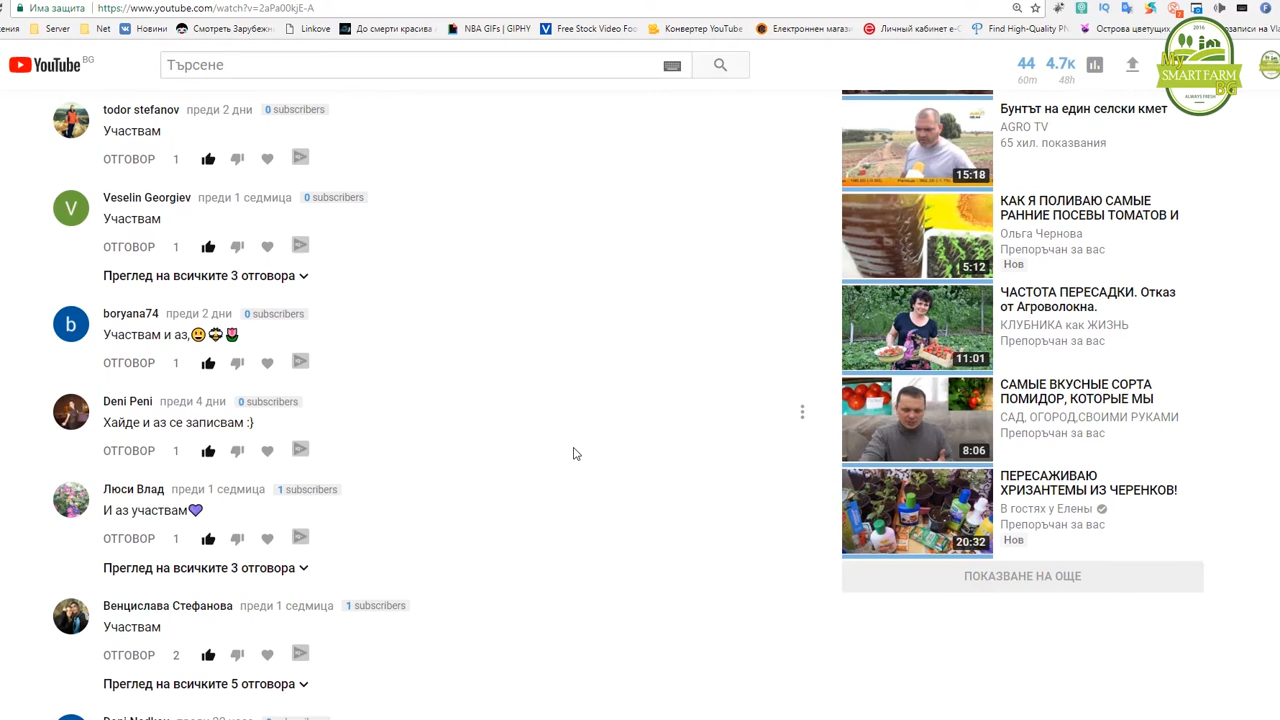 Има защита
https://www.youtube.com/watch?v=2aPa00kjE-A
Server
Net
Новини
Смотреть Зарубежн
Linkove
До смерти красива
NBA GIFs | GIPHY
Free Stock Video Foo
Конвертер YouTube
Електронен магази
Личный кабинет e-C
Find High-Quality PN
Острова цветущих
YouTube BG
Търсене
44
60m
4.7K
48h
2016
My
SMART FARM
BG
ALWAYS FRESH
todor stefanov преди 2 дни 0 subscribers
Участвам
ОТГОВОР 1
Veselin Georgiev преди 1 седмица 0 subscribers
Участвам
ОТГОВОР 1
Преглед на всичките 3 отговора
b
boryana74 преди 2 дни 0 subscribers
Участвам и аз,
ОТГОВОР 1
Deni Peni преди 4 дни 0 subscribers
Хайде и аз се записвам :}
ОТГОВОР 1
Люси Влад преди 1 седмица 1 subscribers
И аз участвам
ОТГОВОР 1
Преглед на всичките 3 отговора
Венцислава Стефанова преди 1 седмица 1 subscribers
Участвам
ОТГОВОР 2
Преглед на всичките 5 отговора
V
15:18
Бунтът на един селски кмет
AGRO TV
65 хил. показвания
5:12
КАК Я ПОЛИВАЮ САМЫЕ
РАННИЕ ПОСЕВЫ ТОМАТОВ И
Ольга Чернова
Препоръчан за вас
Нов
11:01
ЧАСТОТА ПЕРЕСАДКИ. Отказ
от Агроволокна.
КЛУБНИКА как ЖИЗНЬ
Препоръчан за вас
8:06
САМЫЕ ВКУСНЫЕ СОРТА
ПОМИДОР, КОТОРЫЕ МЫ
САД, ОГОРОД,СВОИМИ РУКАМИ
Препоръчан за вас
20:32
ПЕРЕСАЖИВАЮ
ХРИЗАНТЕМЫ ИЗ ЧЕРЕНКОВ!
В гостях у Елены
Препоръчан за вас
Нов
ПОКАЗВАНЕ НА ОЩЕ